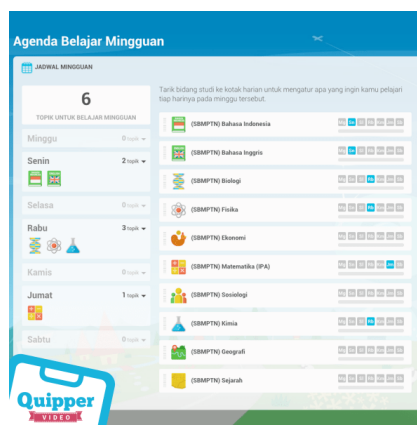 Agenda Belajar Mingguan
JADWAL MINGGUAN
6
TOPIK UNTUK BELAJAR MINGGUAN
Minggu 0 topik
Senin 2 topik
Selasa 0 topik
Rabu 3 topik
Kamis 0 topik
Jumat 1 topik
Sabtu 0 topik
Tarik bidang studi ke kotak harian untuk mengatur apa yang ingin kamu pelajari
tiap harinya pada minggu tersebut.
(SBMPTN) Bahasa Indonesia
(SBMPTN) Bahasa Inggris
(SBMPTN) Biologi
(SBMPTN) Fisika
(SBMPTN) Ekonomi
(SBMPTN) Matematika (IPA)
(SBMPTN) Sosiologi
(SBMPTN) Kimia
(SBMPTN) Geografi
(SBMPTN) Sejarah
Quipper
VIDEO